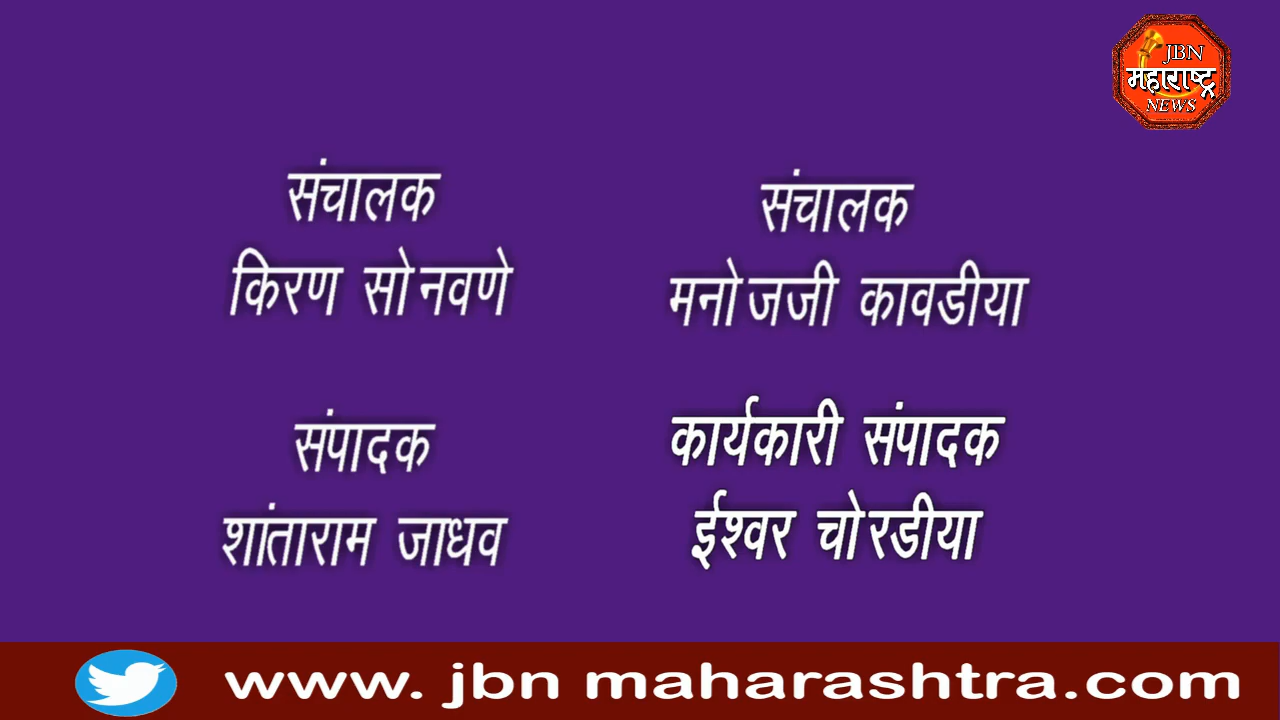 JBN
महाराष्ट्र
NEWS
संचालक
किरण सोनवणे
संचालक
मनोजजी कावडीया
संपादक
शांताराम जाधव
कार्यकारी संपादक
ईश्वर चोरडीया
www. jbn maharashtra.com